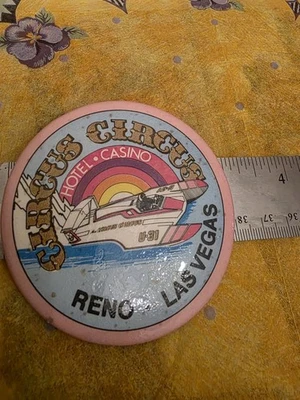 CIRCUS CIRCUS
HOTEL • CASINO
U-31
RENO • LAS VEGAS
4
38
37
36